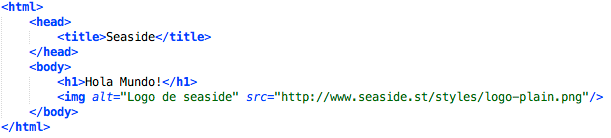 <html>
<head>
<title>Seaside</title>
</head>
<body>
<h1>Hola Mundo!</h1>
<img alt="Logo de seaside" src="http://www.seaside.st/styles/logo-plain.png"/>
</body>
</html>